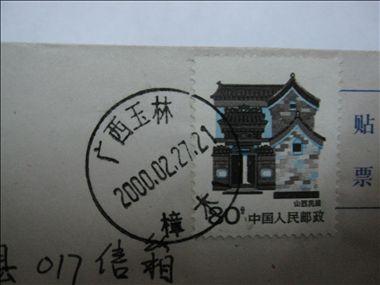 广西玉林
2000.02.27.21
樟木
山西民居
80分 中国人民邮政
贴
票
县 017 信箱